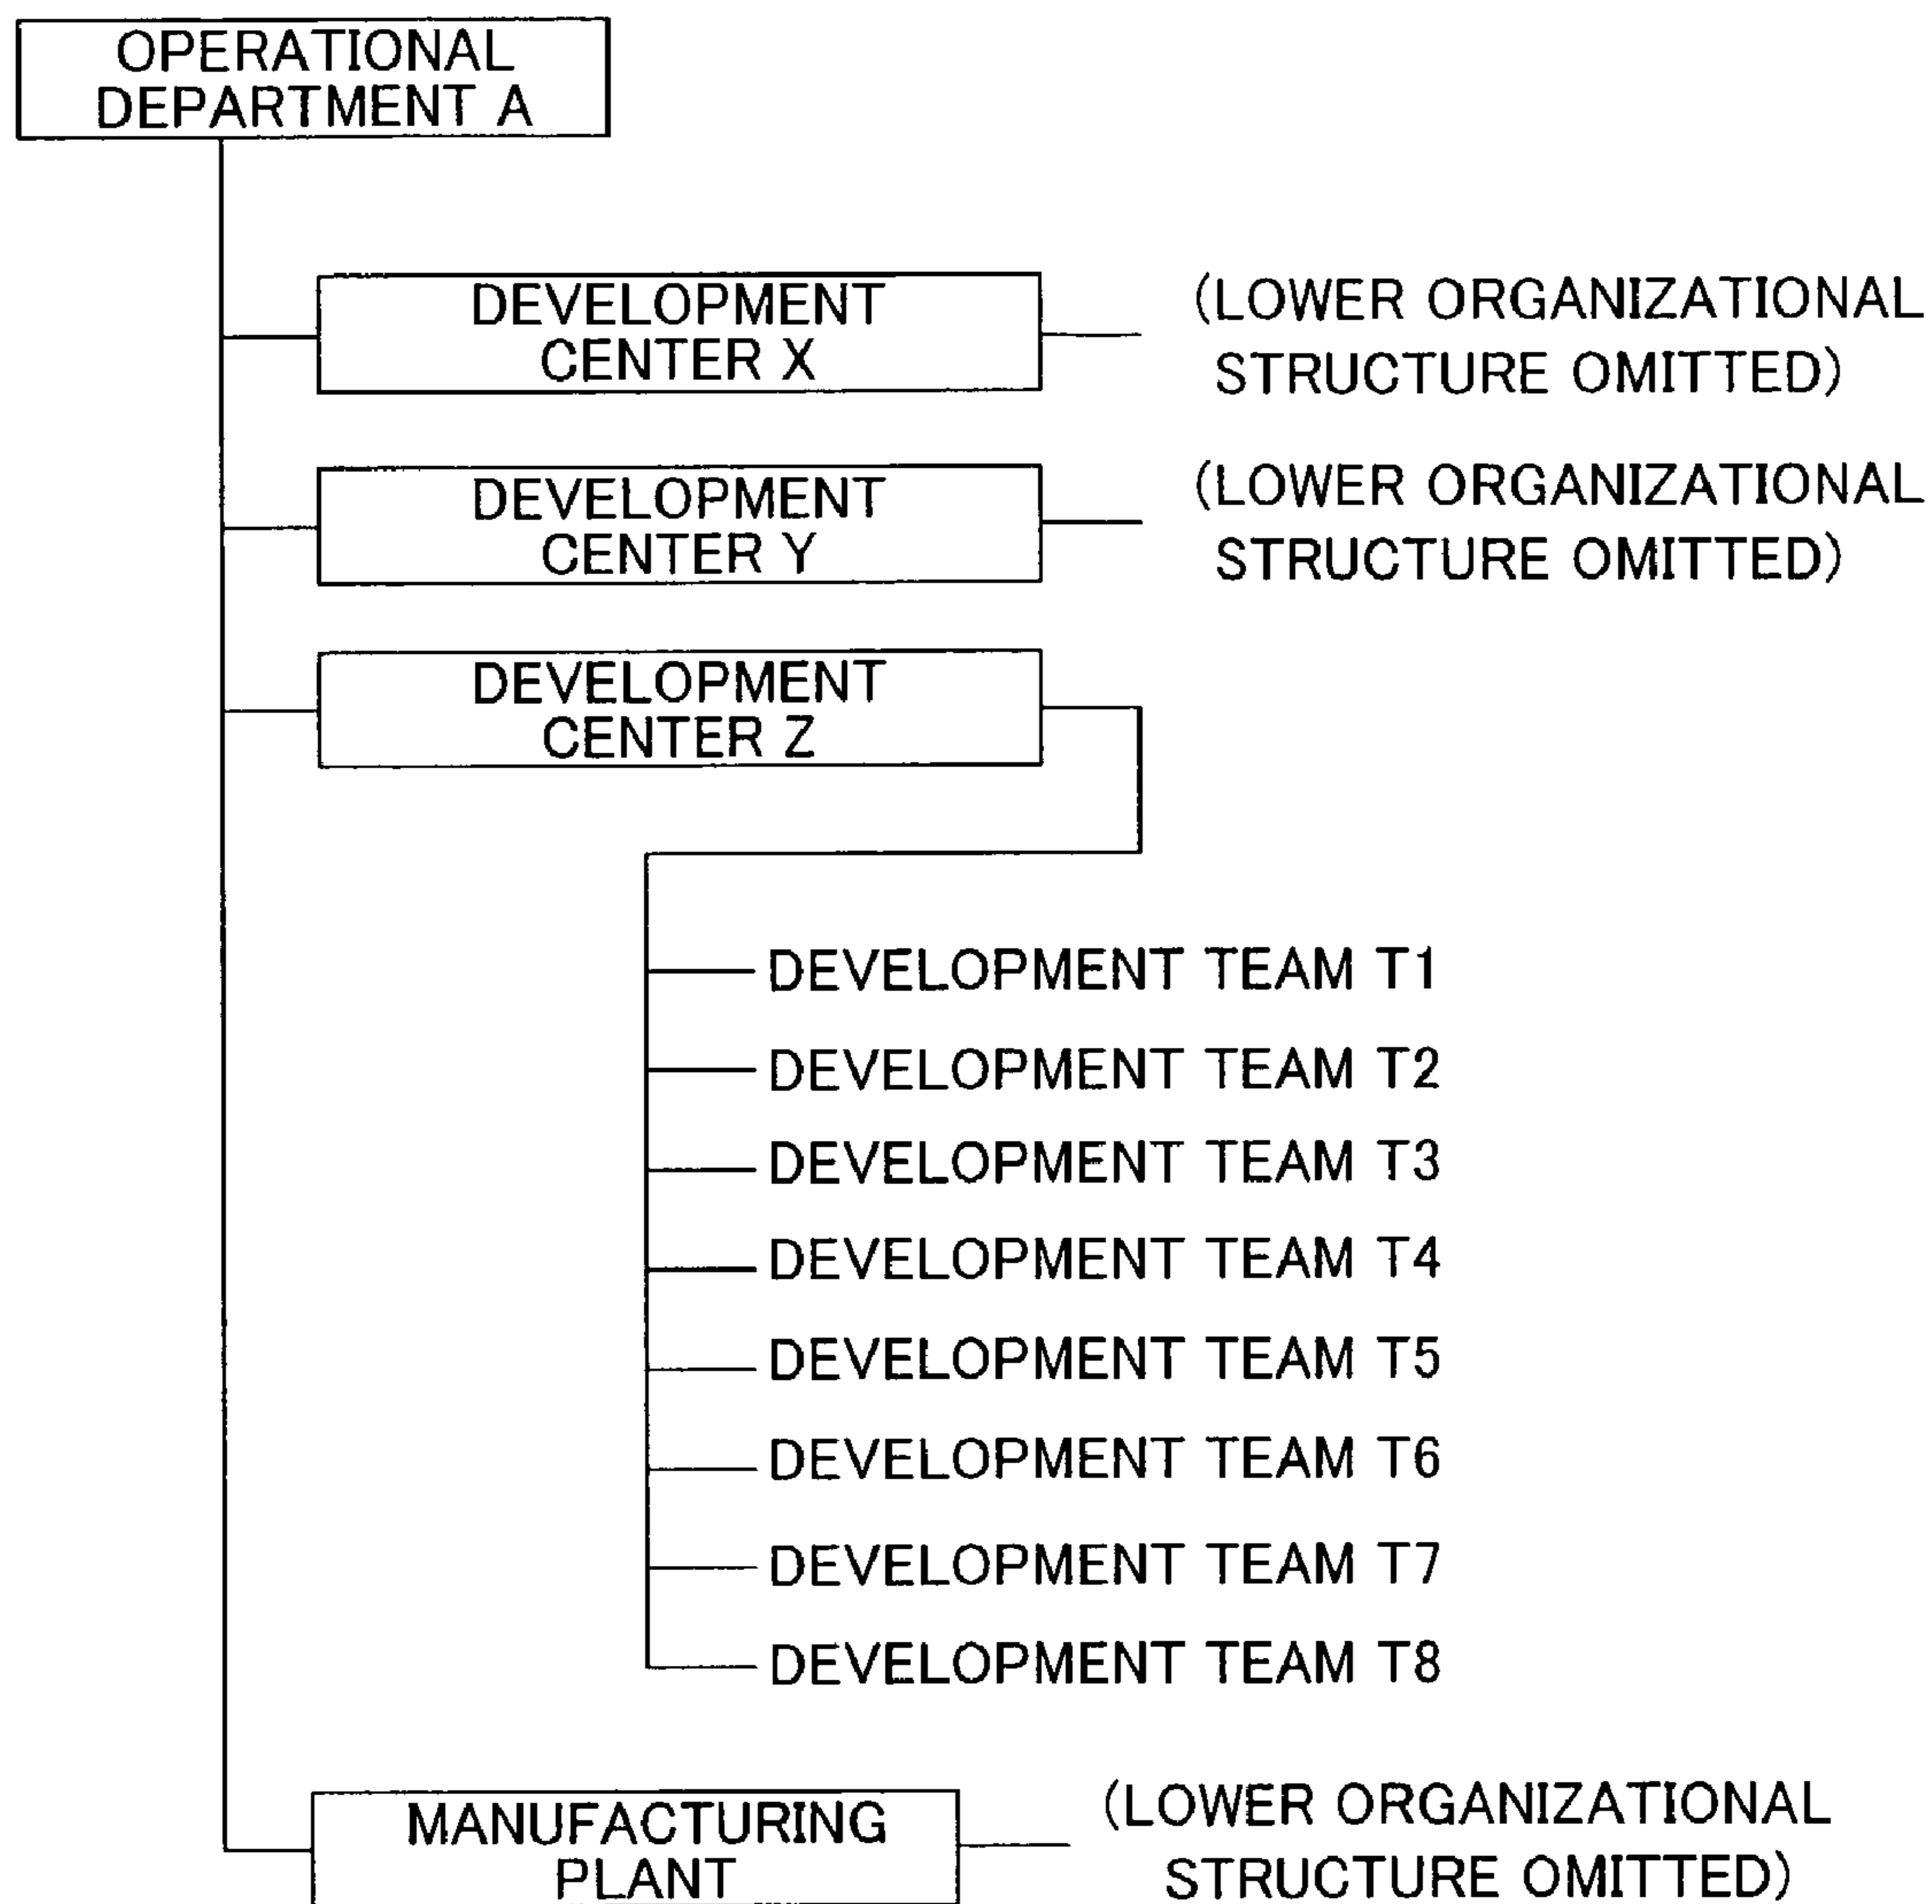 OPERATIONAL
DEPARTMENT A
DEVELOPMENT
CENTER X
(LOWER ORGANIZATIONAL
STRUCTURE OMITTED)
DEVELOPMENT
CENTER Y
(LOWER ORGANIZATIONAL
STRUCTURE OMITTED)
DEVELOPMENT
CENTER Z
DEVELOPMENT TEAM T1
DEVELOPMENT TEAM T2
DEVELOPMENT TEAM T3
DEVELOPMENT TEAM T4
DEVELOPMENT TEAM T5
DEVELOPMENT TEAM T6
DEVELOPMENT TEAM T7
DEVELOPMENT TEAM T8
MANUFACTURING
PLANT
(LOWER ORGANIZATIONAL
STRUCTURE OMITTED)